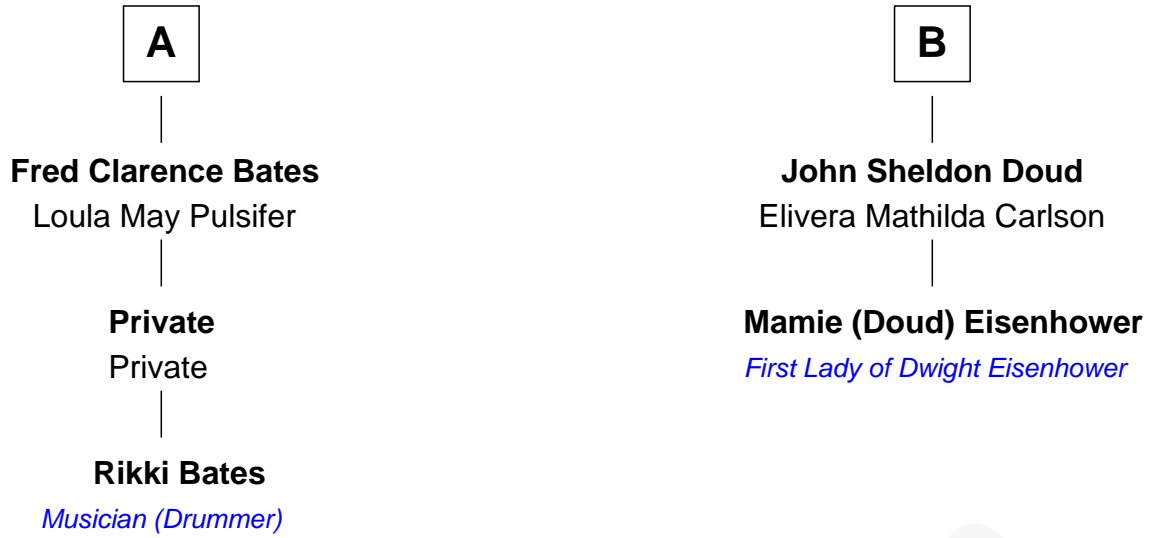 A
Fred Clarence Bates
Loula May Pulsifer
Private
Private
Rikki Bates
Musician (Drummer)
B
John Sheldon Doud
Elivera Mathilda Carlson
Mamie (Doud) Eisenhower
First Lady of Dwight Eisenhower